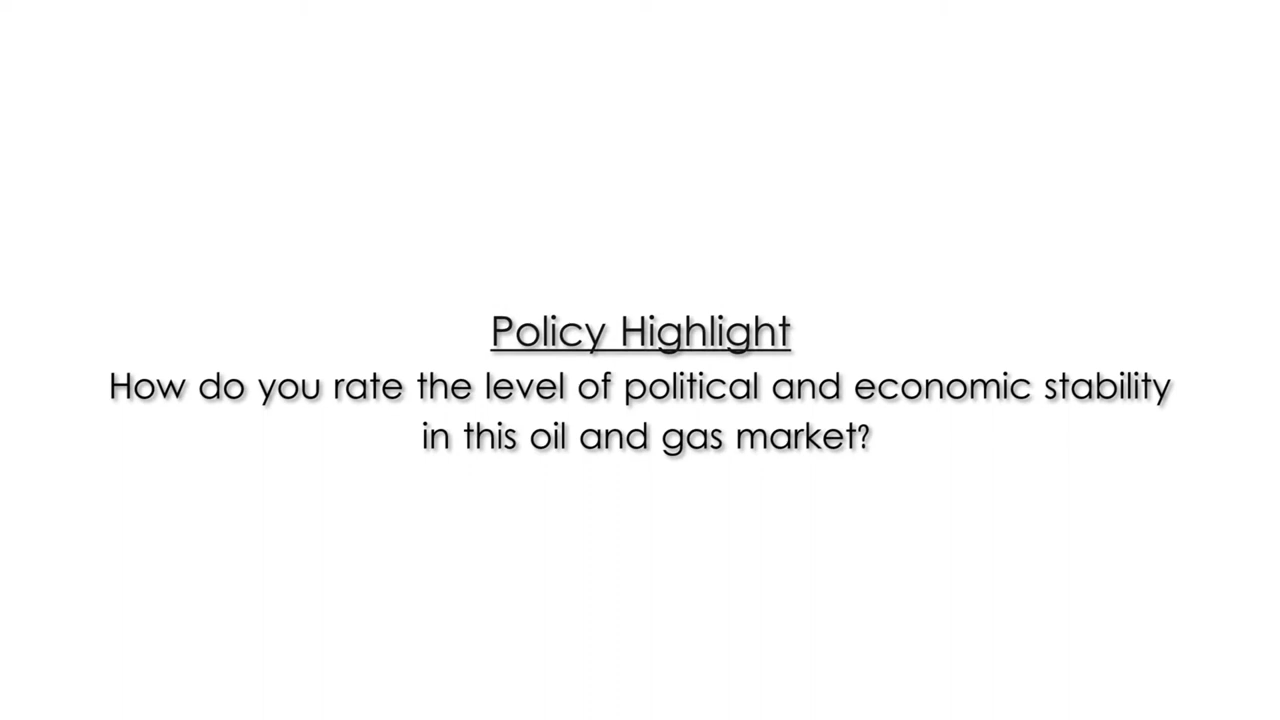 Policy Highlight
How do you rate the level of political and economic stability
in this oil and gas market?